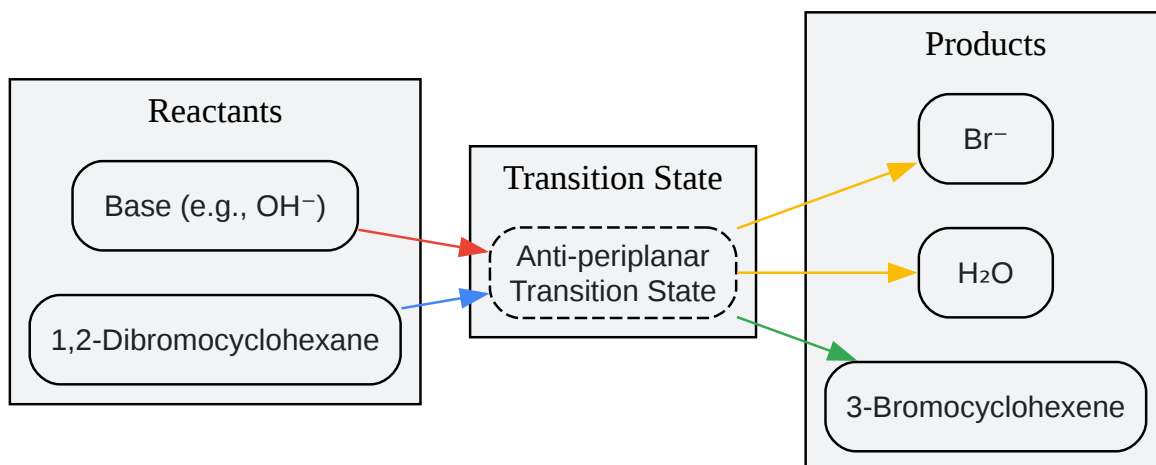 Reactants
Base (e.g., OH⁻)
1,2-Dibromocyclohexane
Transition State
Anti-periplanar
Transition State
Products
Br⁻
H₂O
3-Bromocyclohexene